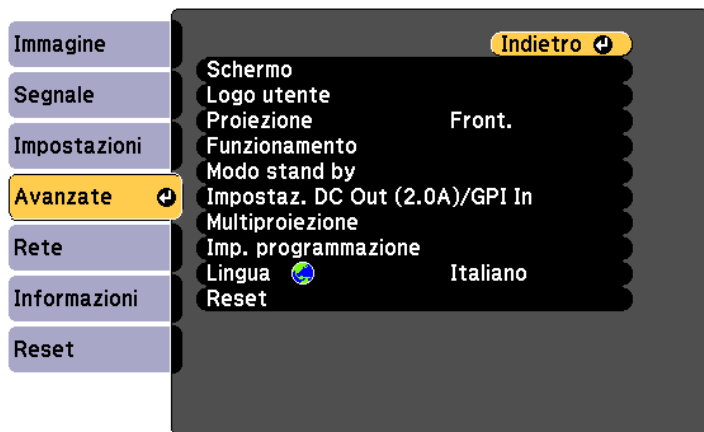 Immagine
Segnale
Impostazioni
Avanzate
Rete
Informazioni
Reset
Indietro
Schermo
Logo utente
Proiezione Front.
Funzionamento
Modo stand by
Impostaz. DC Out (2.0A)/GPI In
Multiproiezione
Imp. programmazione
Lingua Italiano
Reset